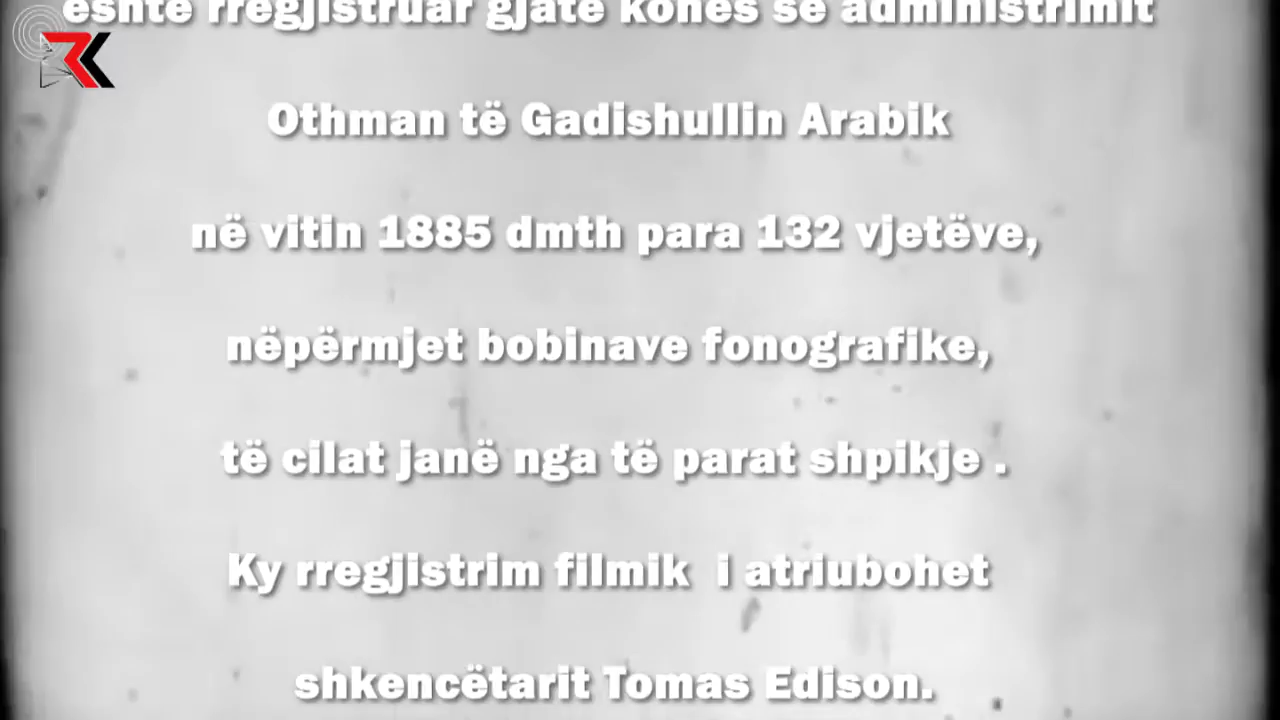 është rregjistruar gjatë kohës së administrimit
Othman të Gadishullin Arabik
në vitin 1885 dmth para 132 vjetëve,
nëpërmjet bobinave fonografike,
të cilat janë nga të parat shpikje .
Ky rregjistrim filmik i atriubohet
shkencëtarit Tomas Edison.